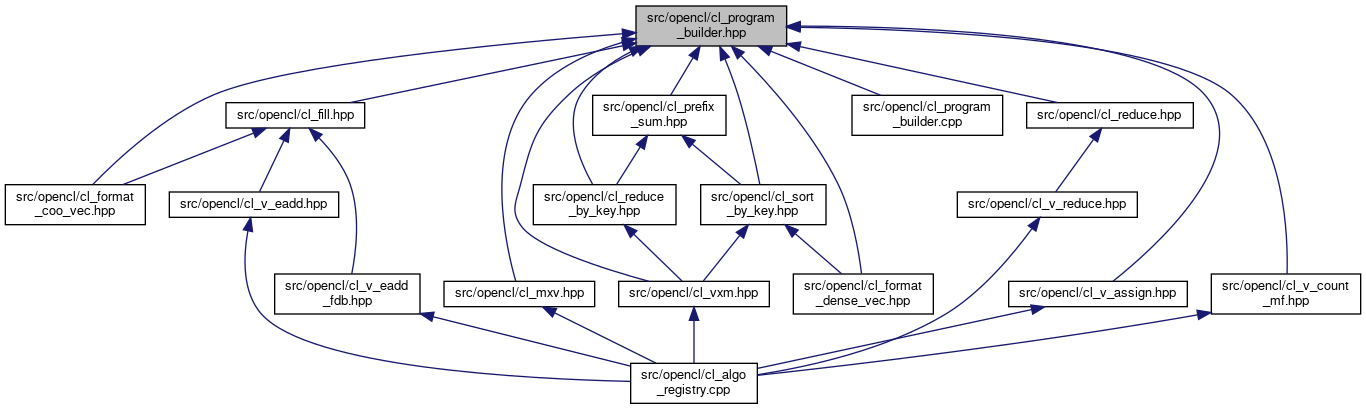 src/opencl/cl_program
_builder.hpp
src/opencl/cl_fill.hpp
src/opencl/cl_prefix
_sum.hpp
src/opencl/cl_program
_builder.cpp
src/opencl/cl_reduce.hpp
src/opencl/cl_format
_coo_vec.hpp
src/opencl/cl_v_eadd.hpp
src/opencl/cl_reduce
_by_key.hpp
src/opencl/cl_sort
_by_key.hpp
src/opencl/cl_v_reduce.hpp
src/opencl/cl_v_eadd
_fdb.hpp
src/opencl/cl_mxv.hpp
src/opencl/cl_vxm.hpp
src/opencl/cl_format
_dense_vec.hpp
src/opencl/cl_v_assign.hpp
src/opencl/cl_v_count
_mf.hpp
src/opencl/cl_algo
_registry.cpp